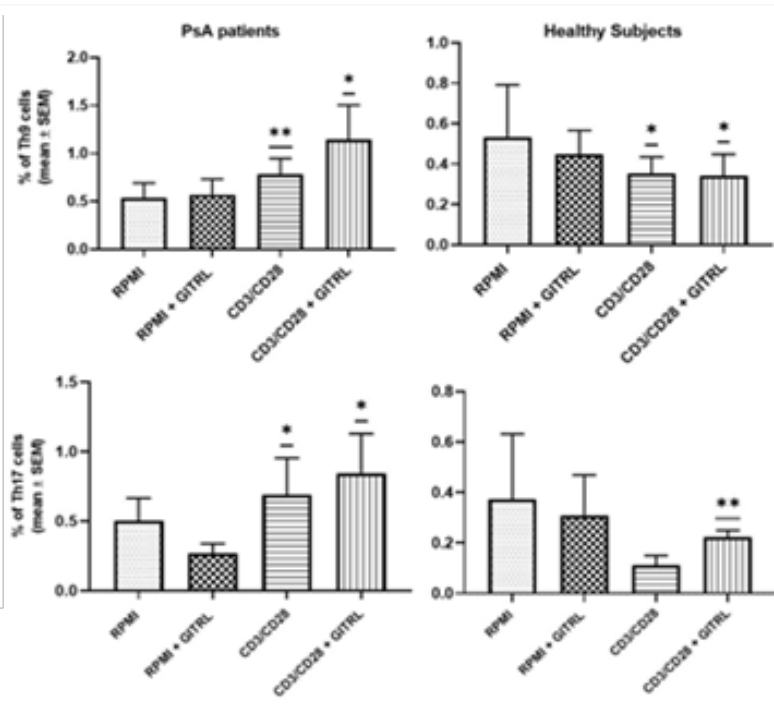 PsA patients
% of Th9 cells
(mean ± SEM)
2.0
1.5
1.0
0.5
0.0
**
*
RPMI
RPMI + GITRL
CD3/CD28
CD3/CD28 + GITRL
Healthy Subjects
1.0
0.8
0.6
0.4
0.2
0.0
*
*
RPMI
RPMI + GITRL
CD3/CD28
CD3/CD28 + GITRL
% of Th17 cells
(mean ± SEM)
1.5
1.0
0.5
0.0
*
*
RPMI
RPMI + GITRL
CD3/CD28
CD3/CD28 + GITRL
0.8
0.6
0.4
0.2
0.0
**
RPMI
RPMI + GITRL
CD3/CD28
CD3/CD28 + GITRL